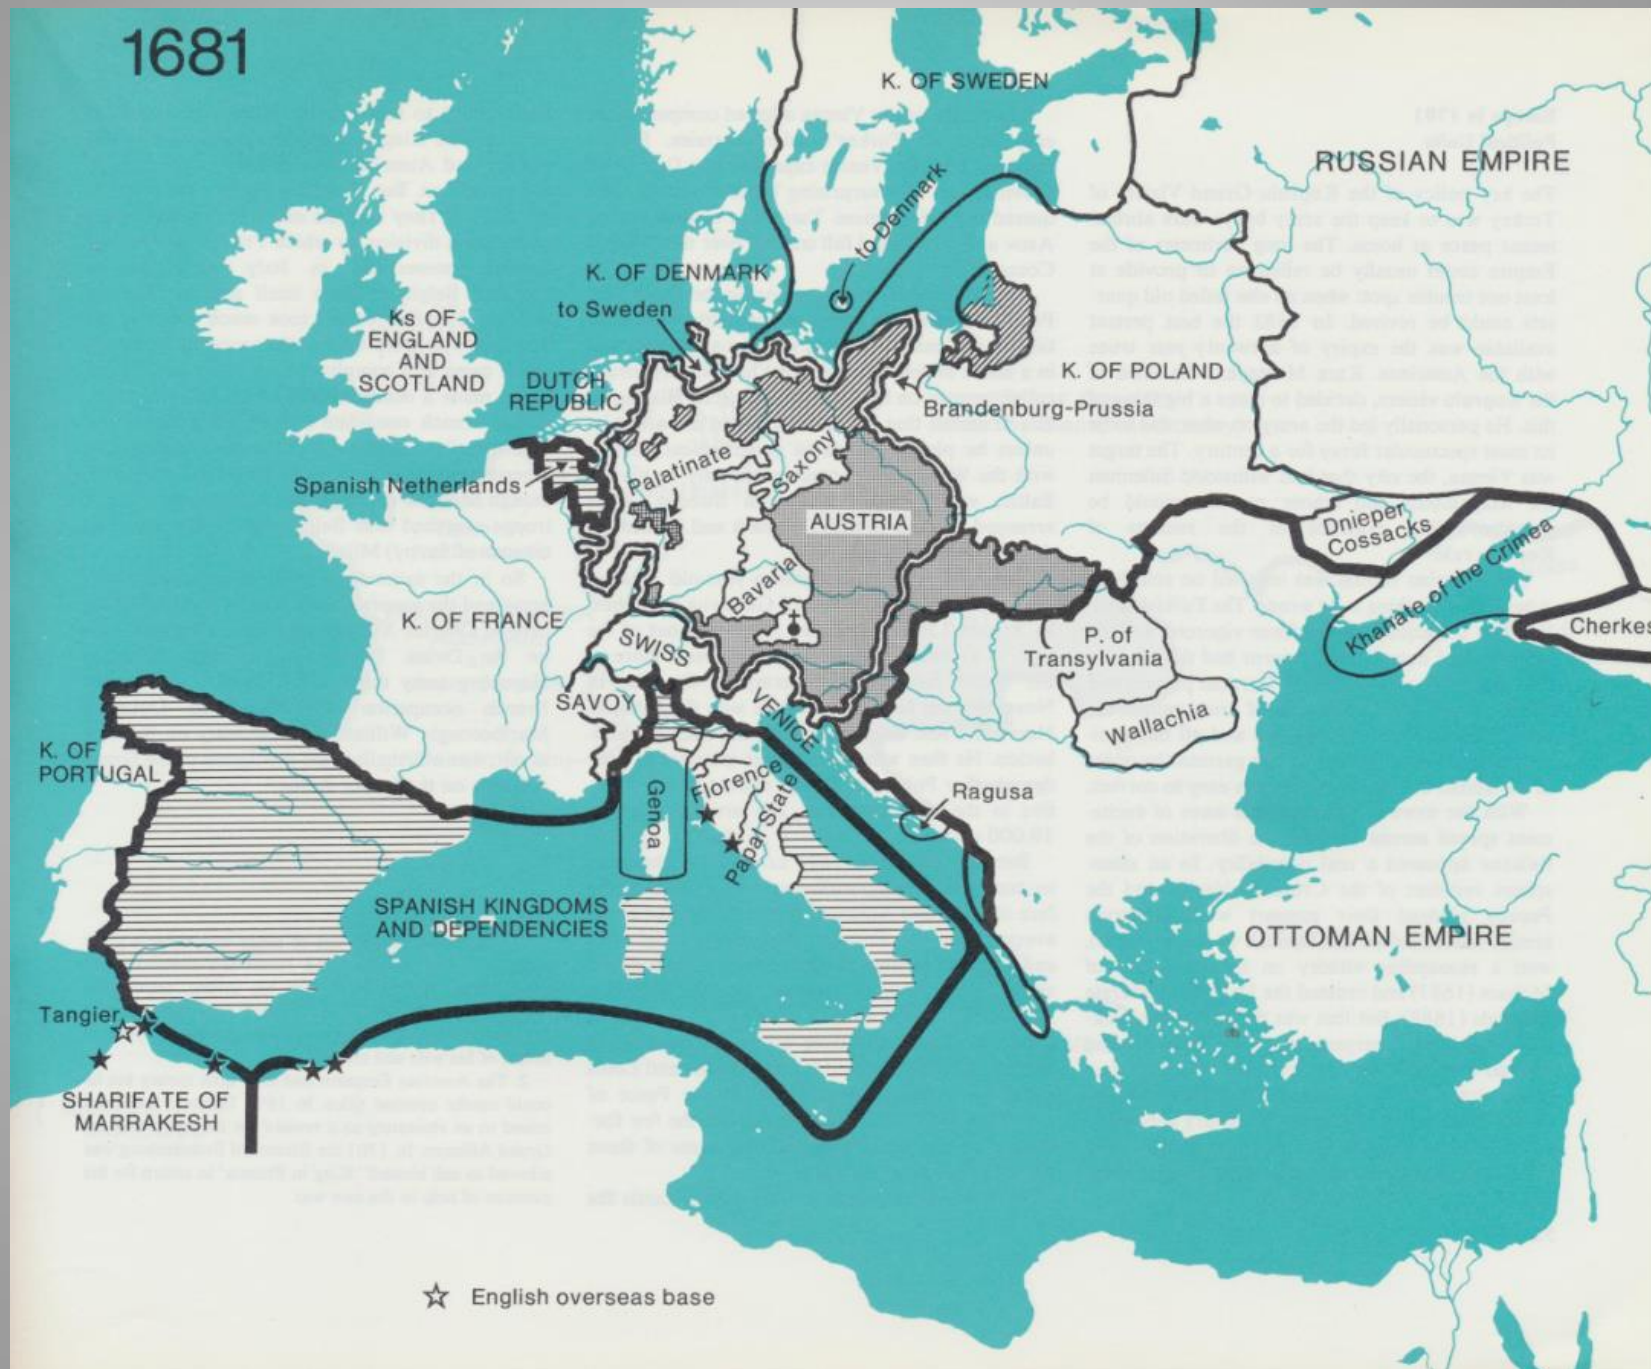 1681
K. OF SWEDEN
RUSSIAN EMPIRE
to Denmark
K. OF DENMARK
to Sweden
Ks OF
ENGLAND
AND
SCOTLAND
DUTCH
REPUBLIC
K. OF POLAND
Brandenburg-Prussia
Palatinate
Saxony
Spanish Netherlands
AUSTRIA
Dnieper
Cossacks
Khanate of the Crimea
Cherkes
Bavaria
K. OF FRANCE
SWISS
P. of
Transylvania
SAVOY
VENICE
Wallachia
K. OF
PORTUGAL
Genoa
Florence
Papal State
Ragusa
SPANISH KINGDOMS
AND DEPENDENCIES
OTTOMAN EMPIRE
Tangier
SHARIFATE OF
MARRAKESH
English overseas base